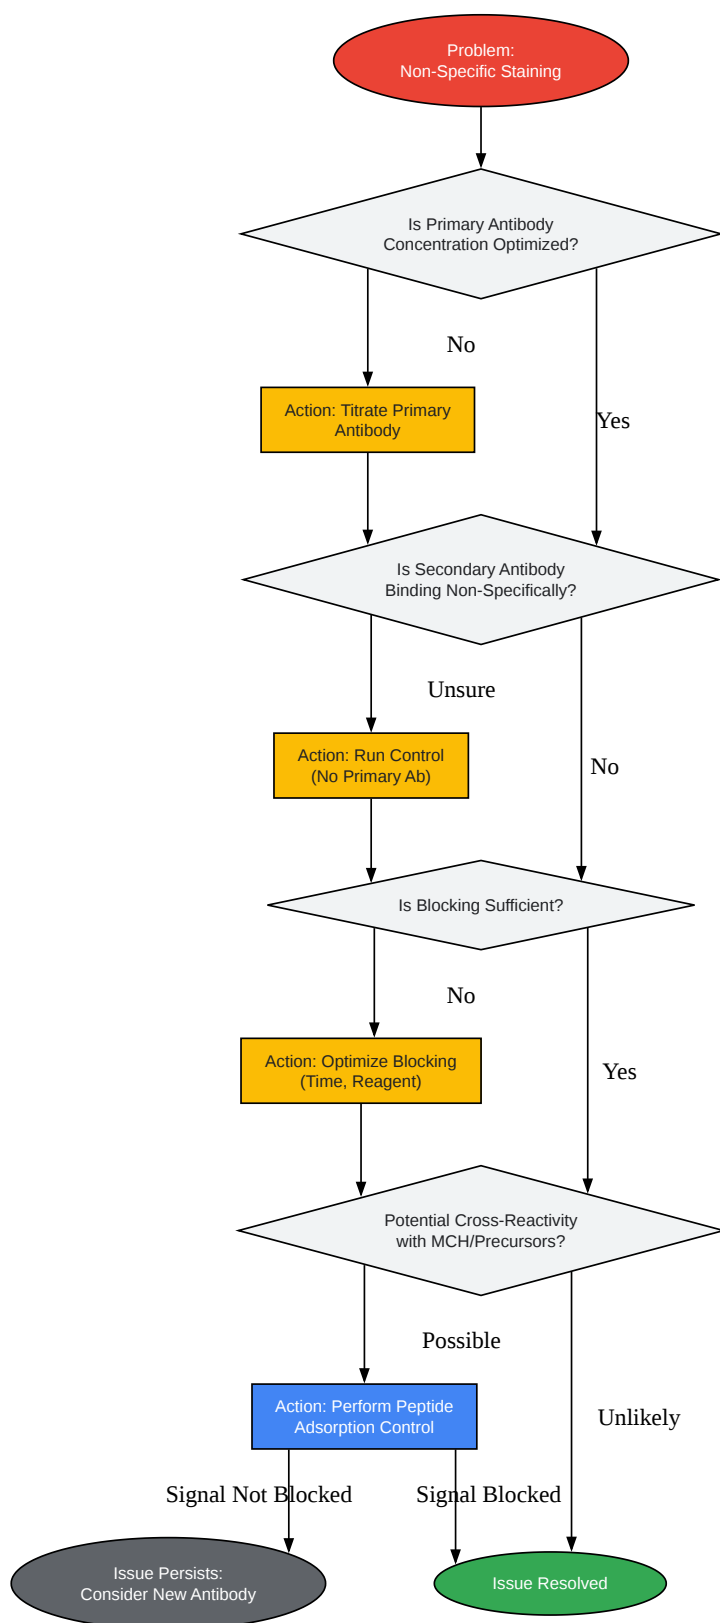 Problem:
Non-Specific Staining
Is Primary Antibody
Concentration Optimized?
No
Action: Titrate Primary
Antibody
Yes
Is Secondary Antibody
Binding Non-Specifically?
Unsure
Action: Run Control
(No Primary Ab)
No
Is Blocking Sufficient?
No
Action: Optimize Blocking
(Time, Reagent)
Yes
Potential Cross-Reactivity
with MCH/Precursors?
Possible
Action: Perform Peptide
Adsorption Control
Unlikely
Signal Not Blocked
Signal Blocked
Issue Persists:
Consider New Antibody
Issue Resolved